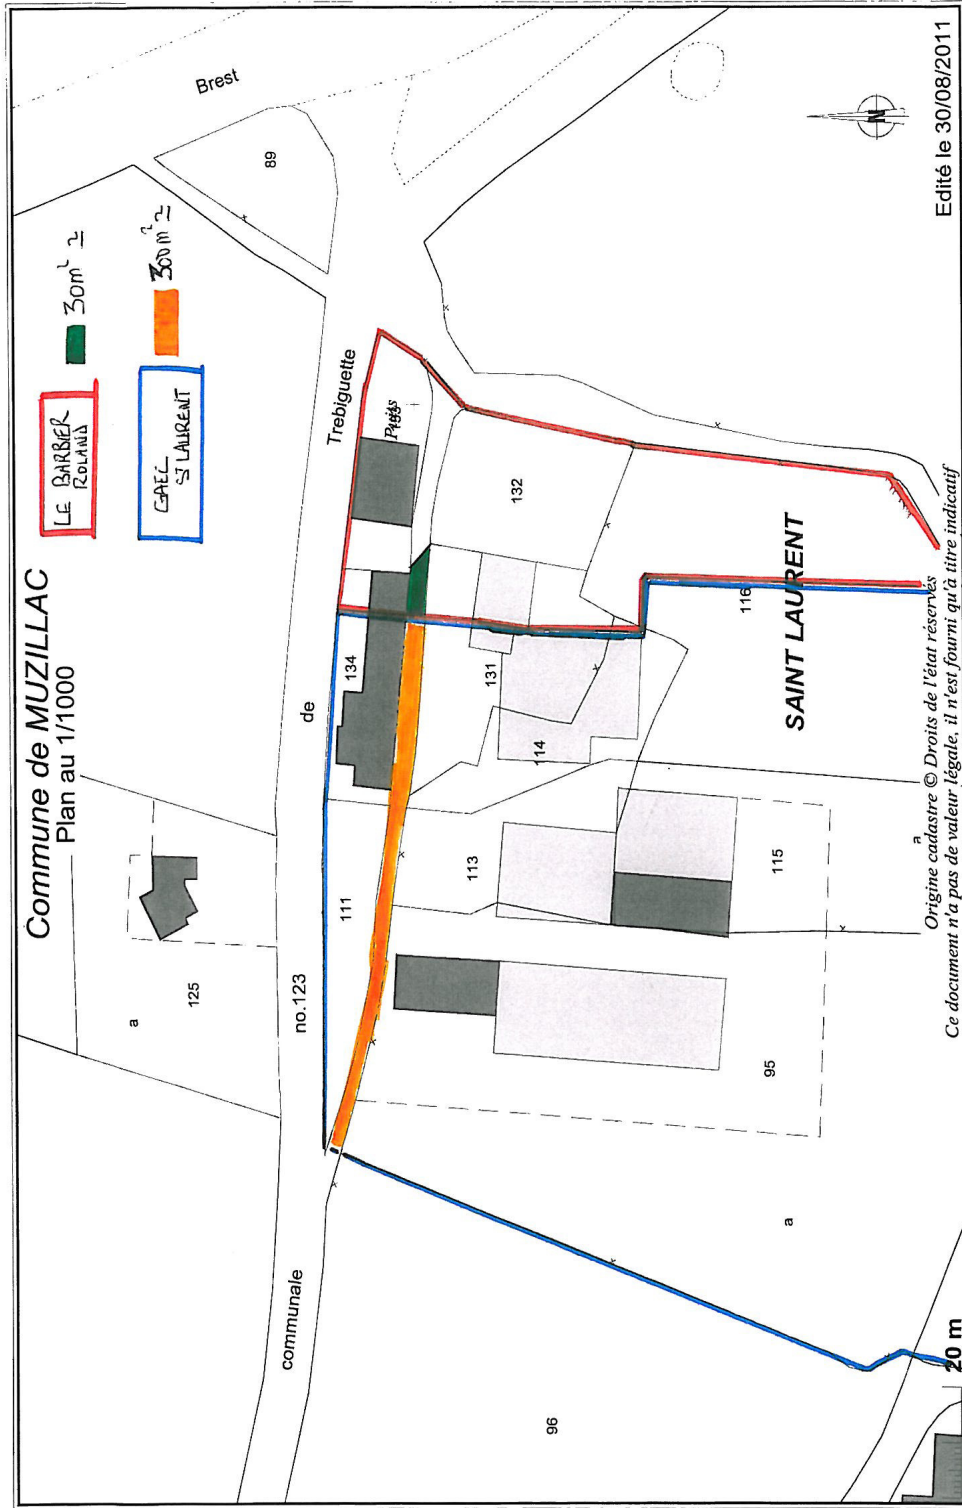 Commune de MUZILLAC
Plan au 1/1000
LE BARBIER
ROLAND
30m² ≃
GAEC
ST LAURENT
300m² ≃
Brest
89
125
a
no.123
communale
de
Trebiguette
111
134
Puits
132
131
113
114
115
116
SAINT LAURENT
95
a
96
a
N
20 m
Edité le 30/08/2011
Origine cadastre © Droits de l'état réservés
Ce document n'a pas de valeur légale, il n'est fourni qu'à titre indicatif